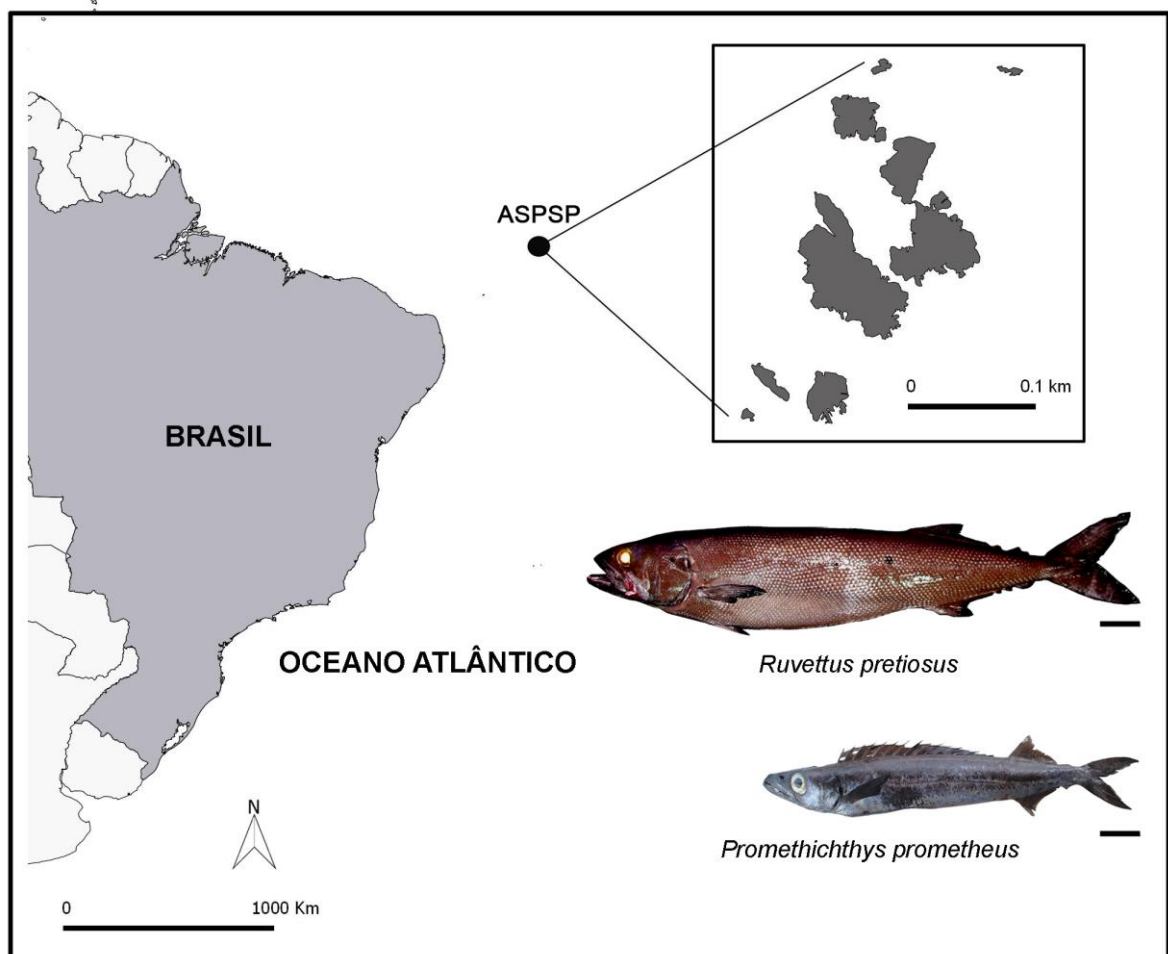 ASPSP
0 0.1 km
BRASIL
OCEANO ATLÂNTICO
Ruvettus pretiosus
Promethichthys prometheus
N
0 1000 Km